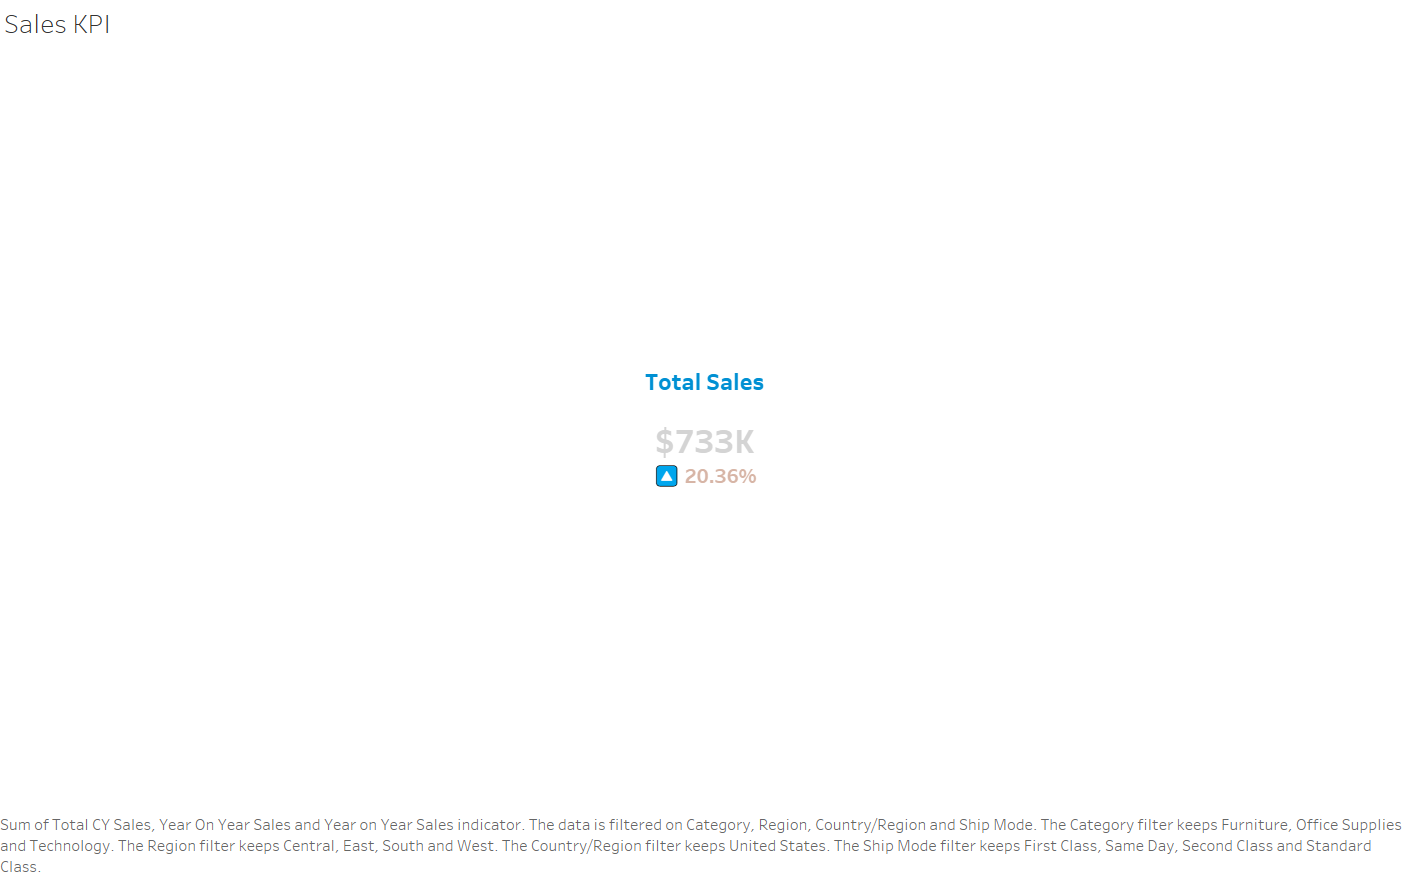 Sales KPI
Total Sales
$733K
🔼 20.36%
Sum of Total CY Sales, Year On Year Sales and Year on Year Sales indicator. The data is filtered on Category, Region, Country/Region and Ship Mode. The Category filter keeps Furniture, Office Supplies
and Technology. The Region filter keeps Central, East, South and West. The Country/Region filter keeps United States. The Ship Mode filter keeps First Class, Same Day, Second Class and Standard
Class.